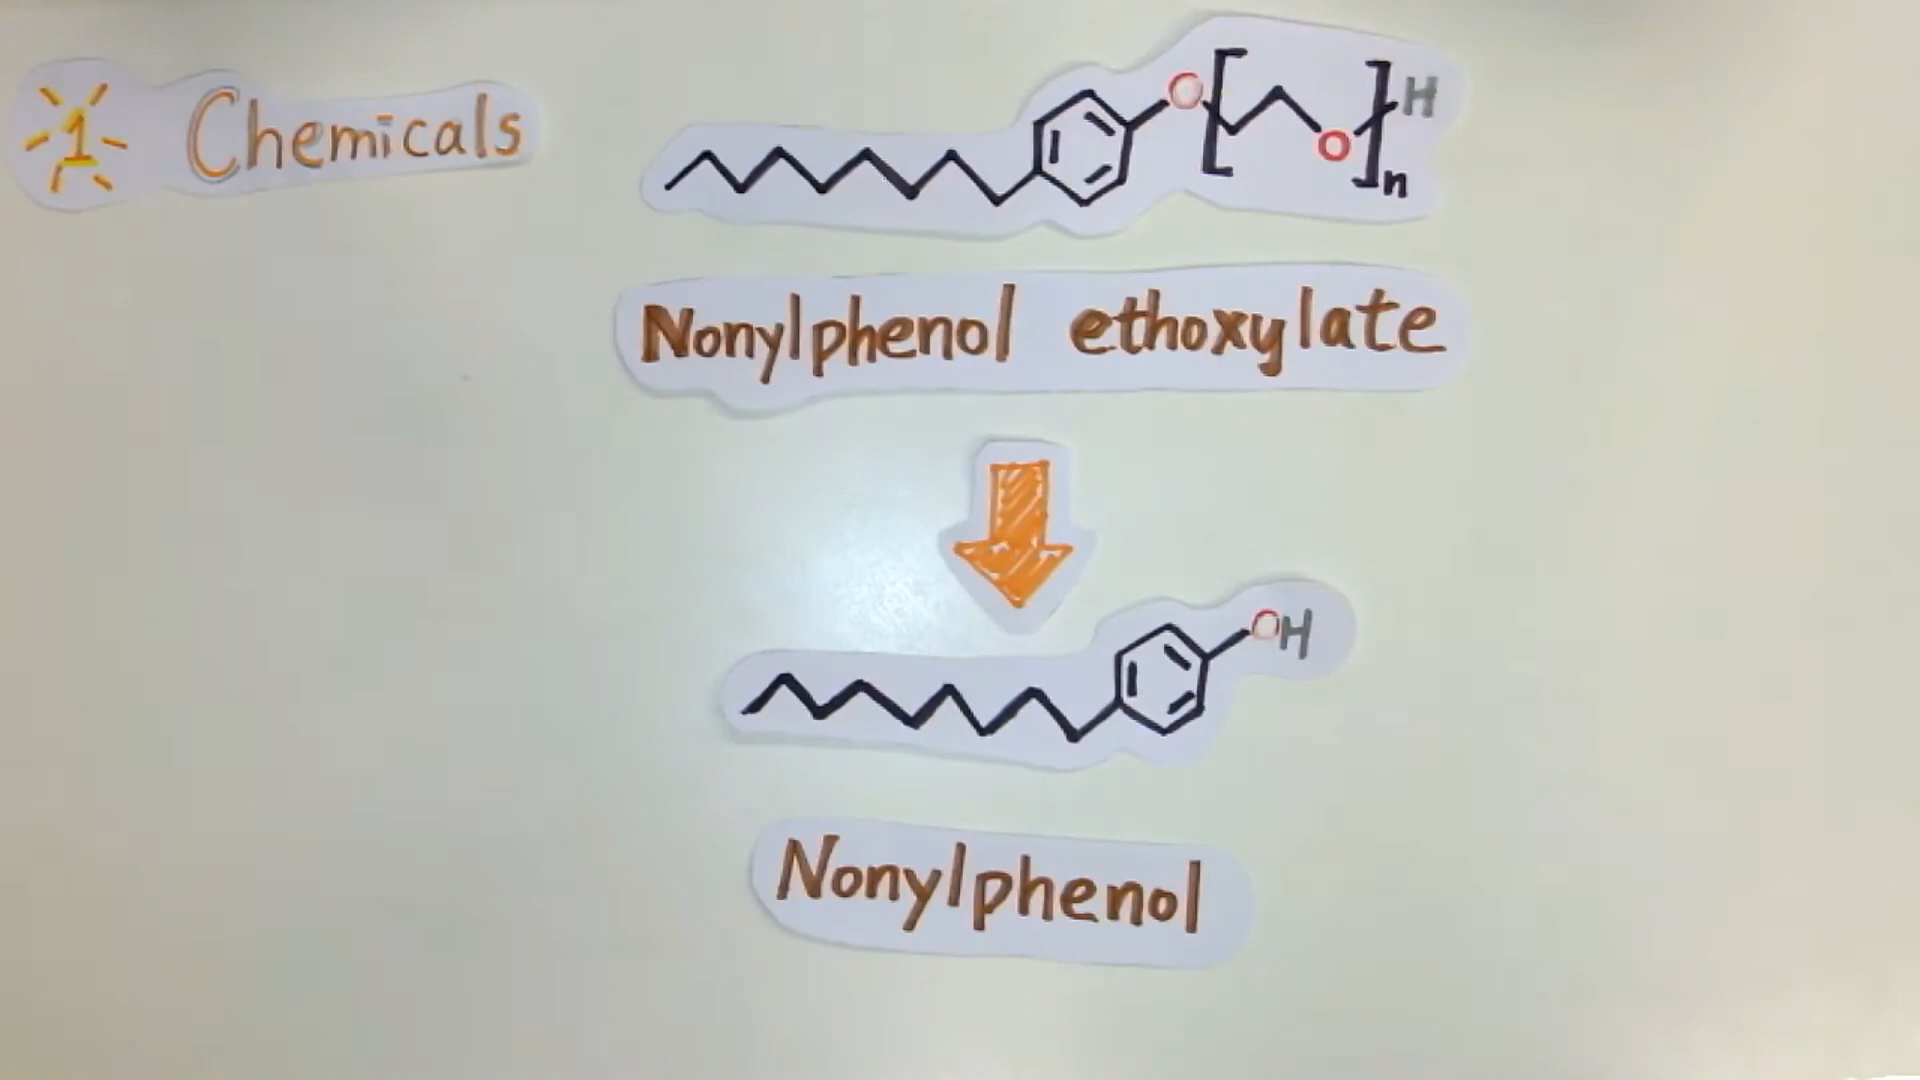 1 Chemicals
O [ O ]n H
Nonylphenol ethoxylate
OH
Nonylphenol